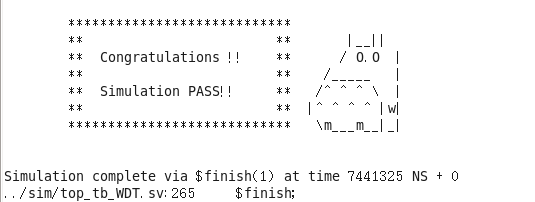 ****************************
**                        **       |__||
**  Congratulations !!    **      / O.O  |
**                        **    /_____   |
**  Simulation PASS!!     **   /^ ^ ^ \  |
**                        **  |^ ^ ^ ^ |w|
****************************   \m___m__|_|
Simulation complete via $finish(1) at time 7441325 NS + 0
../sim/top_tb_WDT.sv:265     $finish;